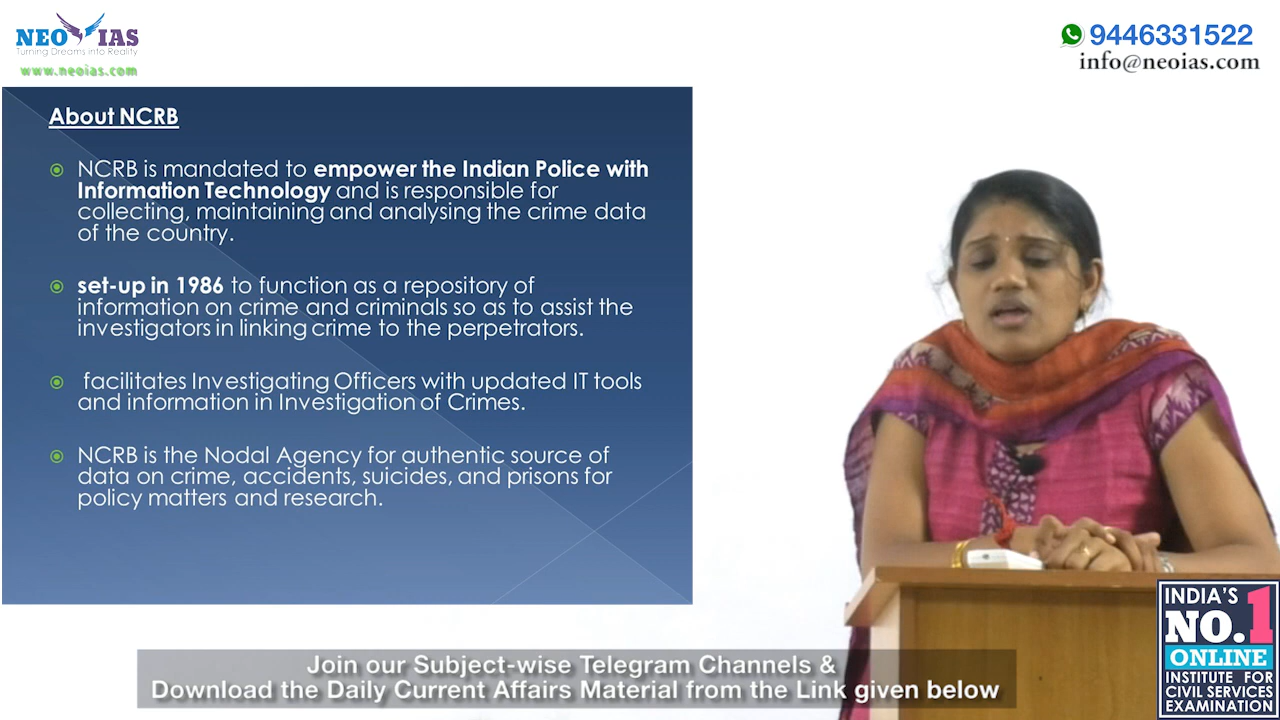 NEO IAS
Turning Dreams into Reality
www.neoias.com
9446331522
info@neoias.com
About NCRB
NCRB is mandated to empower the Indian Police with
Information Technology and is responsible for
collecting, maintaining and analysing the crime data
of the country.
set-up in 1986 to function as a repository of
information on crime and criminals so as to assist the
investigators in linking crime to the perpetrators.
facilitates Investigating Officers with updated IT tools
and information in Investigation of Crimes.
NCRB is the Nodal Agency for authentic source of
data on crime, accidents, suicides, and prisons for
policy matters and research.
INDIA'S
NO.1
ONLINE
INSTITUTE FOR
CIVIL SERVICES
EXAMINATION
Join our Subject-wise Telegram Channels &
Download the Daily Current Affairs Material from the Link given below